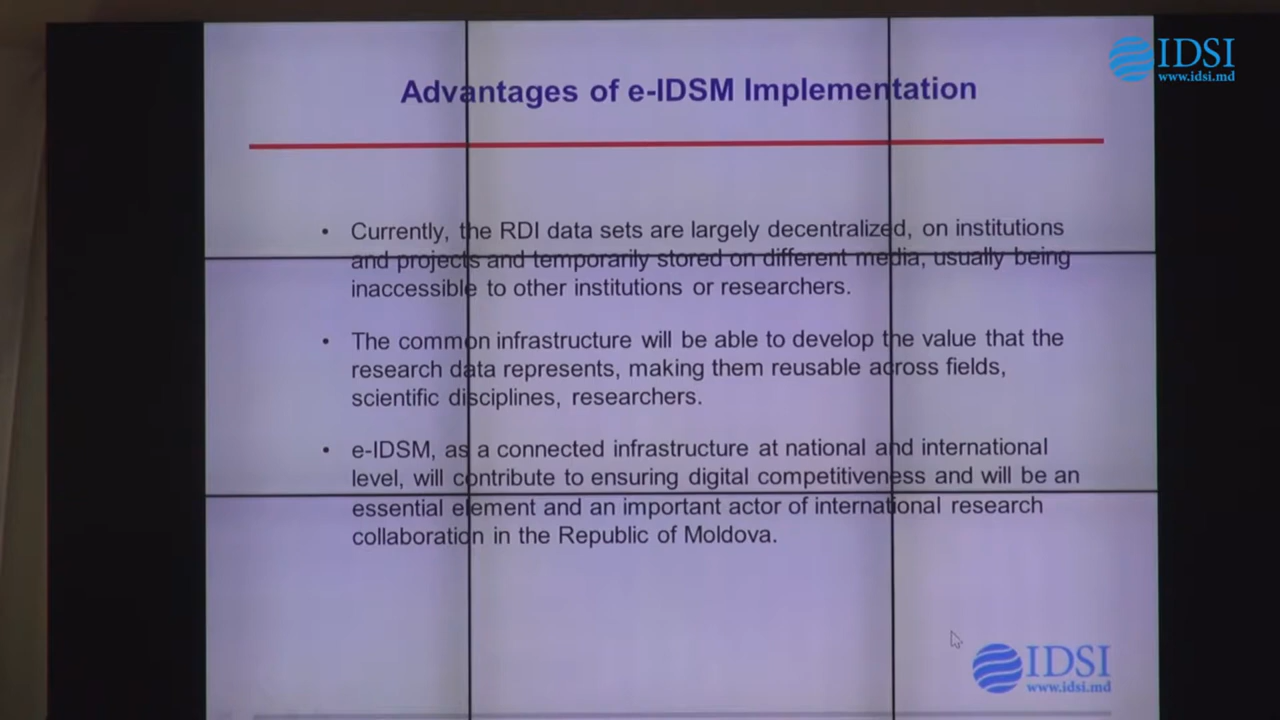 IDSI
www.idsi.md
Advantages of e-IDSM Implementation
• Currently, the RDI data sets are largely decentralized, on institutions
and projects and temporarily stored on different media, usually being
inaccessible to other institutions or researchers.
• The common infrastructure will be able to develop the value that the
research data represents, making them reusable across fields,
scientific disciplines, researchers.
• e-IDSM, as a connected infrastructure at national and international
level, will contribute to ensuring digital competitiveness and will be an
essential element and an important actor of international research
collaboration in the Republic of Moldova.
IDSI
www.idsi.md